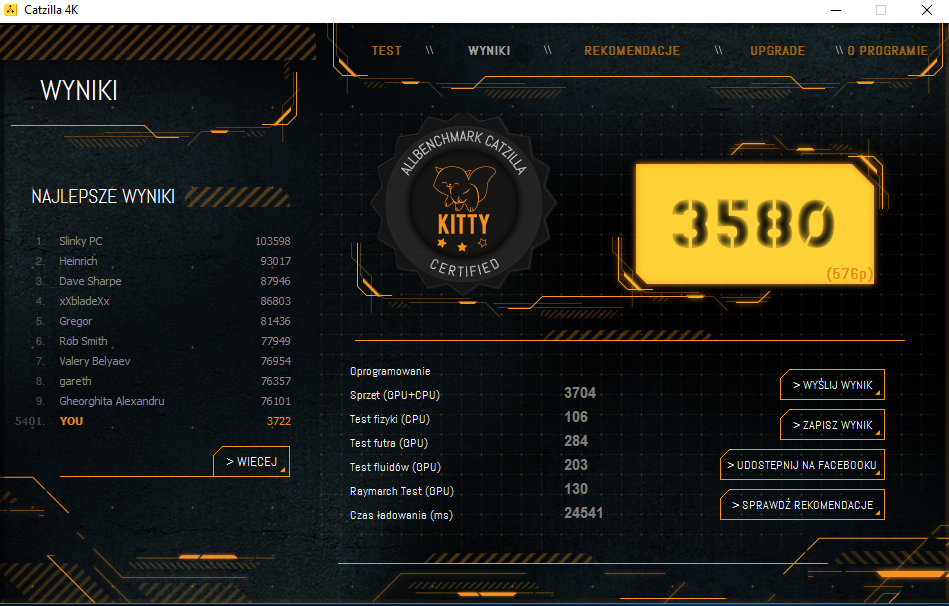 Catzilla 4K
TEST \\ WYNIKI \\ REKOMENDACJE \\ UPGRADE \\ O PROGRAMIE
WYNIKI
NAJLEPSZE WYNIKI
1. Slinky PC 103598
2. Heinrich 93017
3. Dave Sharpe 87946
4. xXbladeXx 86803
5. Gregor 81436
6. Rob Smith 77949
7. Valery Belyaev 76954
8. gareth 76357
9. Gheorghita Alexandru 76101
5401. YOU 3722
> WIECEJ
ALLBENCHMARK CATZILLA
KITTY
CERTIFIED
3580
(576p)
Oprogramowanie
Sprzęt (GPU+CPU) 3704
Test fizyki (CPU) 106
Test futra (GPU) 284
Test fluidów (GPU) 203
Raymarch Test (GPU) 130
Czas ładowania (ms) 24541
> WYŚLIJ WYNIK
> ZAPISZ WYNIK
> UDOSTEPNIJ NA FACEBOOKU
> SPRAWDŹ REKOMENDACJE